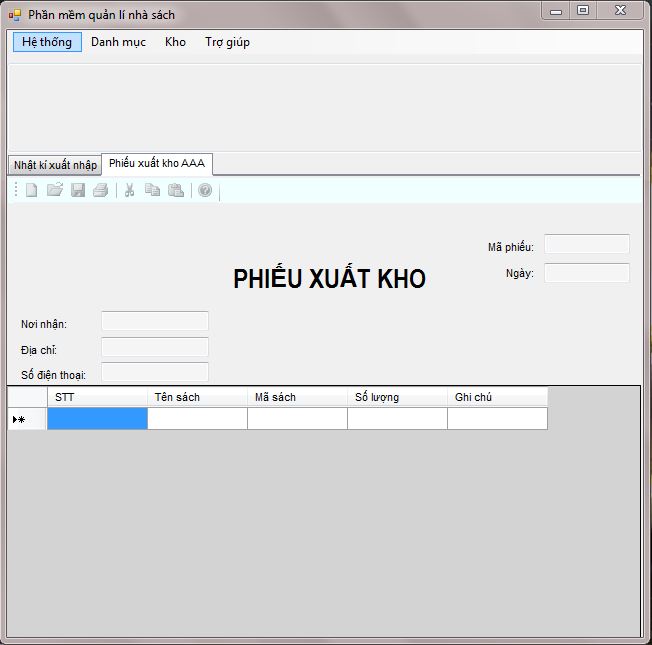 Phần mềm quản lí nhà sách
Hệ thống Danh mục Kho Trợ giúp
Nhật kí xuất nhập Phiếu xuất kho AAA
Mã phiếu:
PHIẾU XUẤT KHO
Ngày:
Nơi nhận:
Địa chỉ:
Số điện thoại:
STT Tên sách Mã sách Số lượng Ghi chú